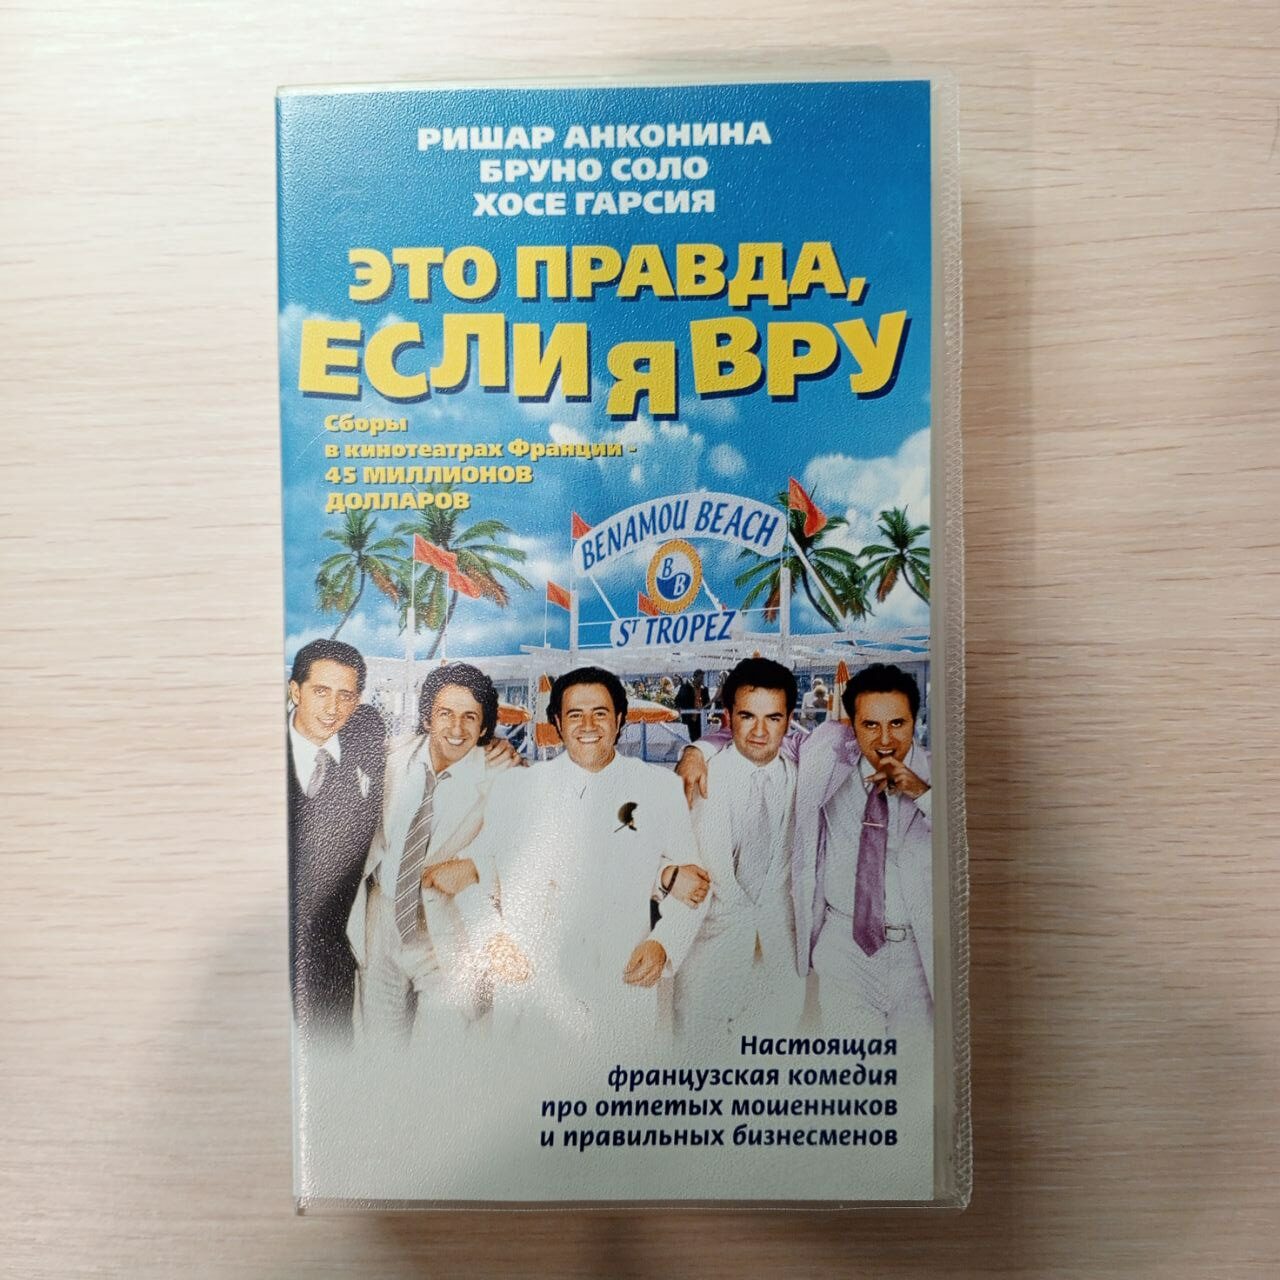 РИШАР АНКОНИНА
БРУНО СОЛО
ХОСЕ ГАРСИЯ
ЭТО ПРАВДА,
ЕСЛИ Я ВРУ
Сборы
в кинотеатрах Франции -
45 МИЛЛИОНОВ
ДОЛЛАРОВ
BENAMOU BEACH
BB
ST TROPEZ
Настоящая
французская комедия
про отпетых мошенников
и правильных бизнесменов